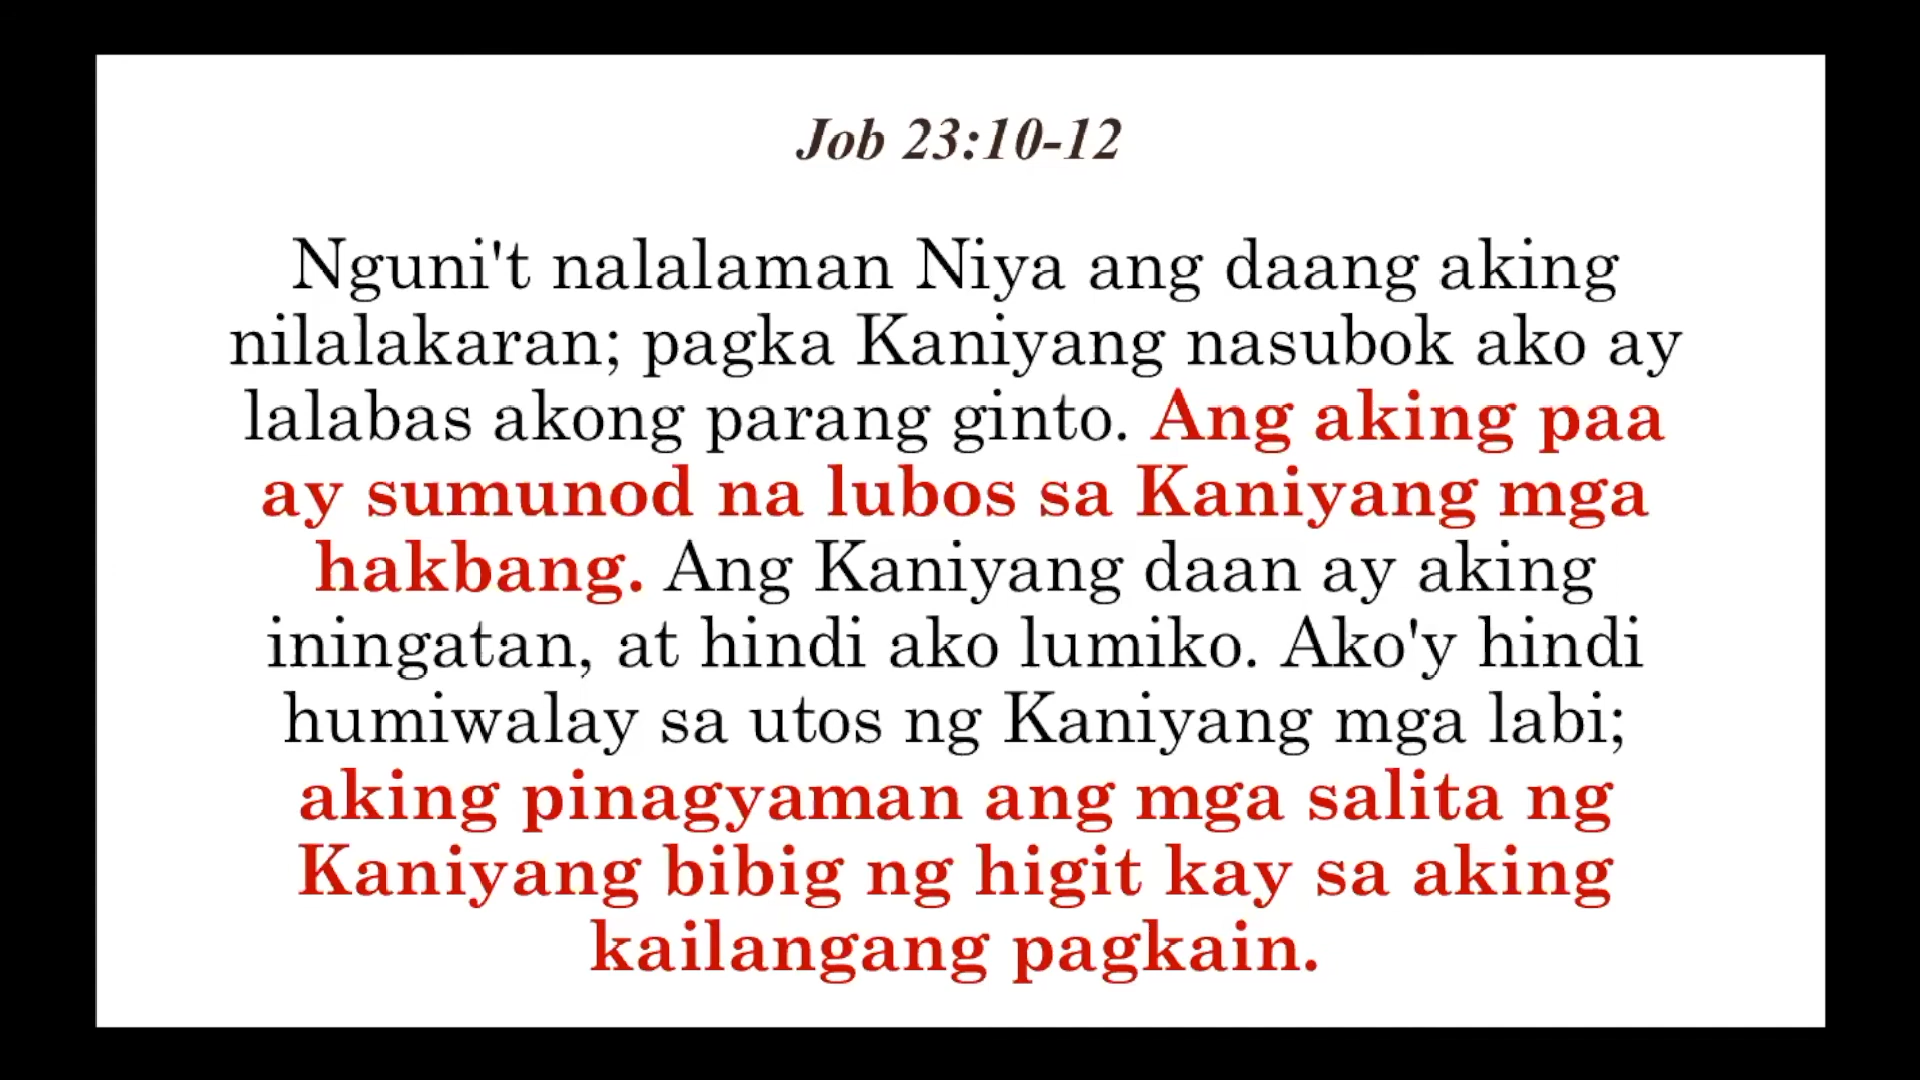 Job 23:10-12
Nguni't nalalaman Niya ang daang aking
nilalakaran; pagka Kaniyang nasubok ako ay
lalabas akong parang ginto. Ang aking paa
ay sumunod na lubos sa Kaniyang mga
hakbang. Ang Kaniyang daan ay aking
iningatan, at hindi ako lumiko. Ako'y hindi
humiwalay sa utos ng Kaniyang mga labi;
aking pinagyaman ang mga salita ng
Kaniyang bibig ng higit kay sa aking
kailangang pagkain.